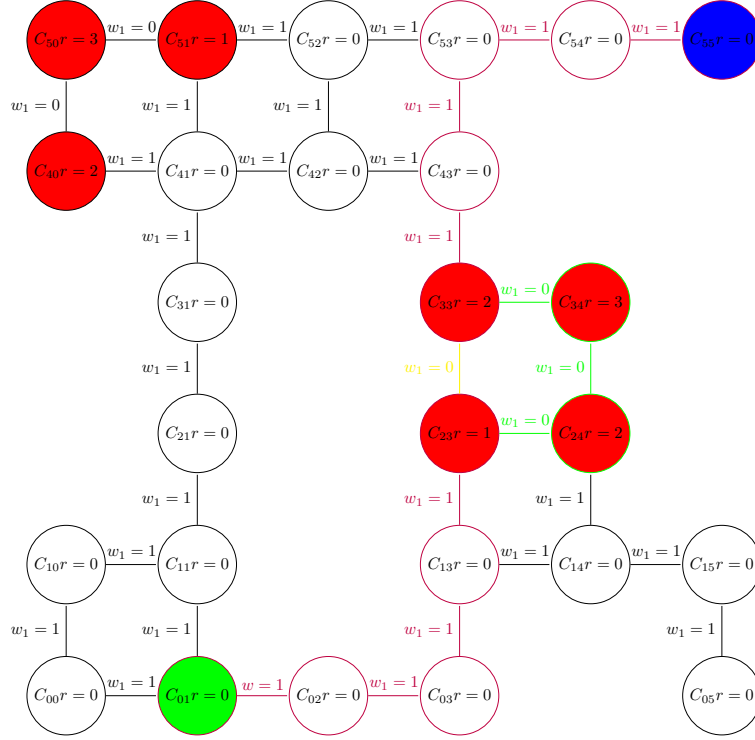 C₅₀r = 3 w₁ = 0 C₅₁r = 1 w₁ = 1 C₅₂r = 0 w₁ = 1 C₅₃r = 0 w₁ = 1 C₅₄r = 0 w₁ = 1 C₅₅r = 0
w₁ = 0 w₁ = 1 w₁ = 1 w₁ = 1
C₄₀r = 2 w₁ = 1 C₄₁r = 0 w₁ = 1 C₄₂r = 0 w₁ = 1 C₄₃r = 0
w₁ = 1 w₁ = 1
C₃₁r = 0 C₃₃r = 2 w₁ = 0 C₃₄r = 3
w₁ = 1 w₁ = 0 w₁ = 0
C₂₁r = 0 C₂₃r = 1 w₁ = 0 C₂₄r = 2
w₁ = 1 w₁ = 1 w₁ = 1
C₁₀r = 0 w₁ = 1 C₁₁r = 0 C₁₃r = 0 w₁ = 1 C₁₄r = 0 w₁ = 1 C₁₅r = 0
w₁ = 1 w₁ = 1 w₁ = 1 w₁ = 1
C₀₀r = 0 w₁ = 1 C₀₁r = 0 w = 1 C₀₂r = 0 w₁ = 1 C₀₃r = 0 C₀₅r = 0